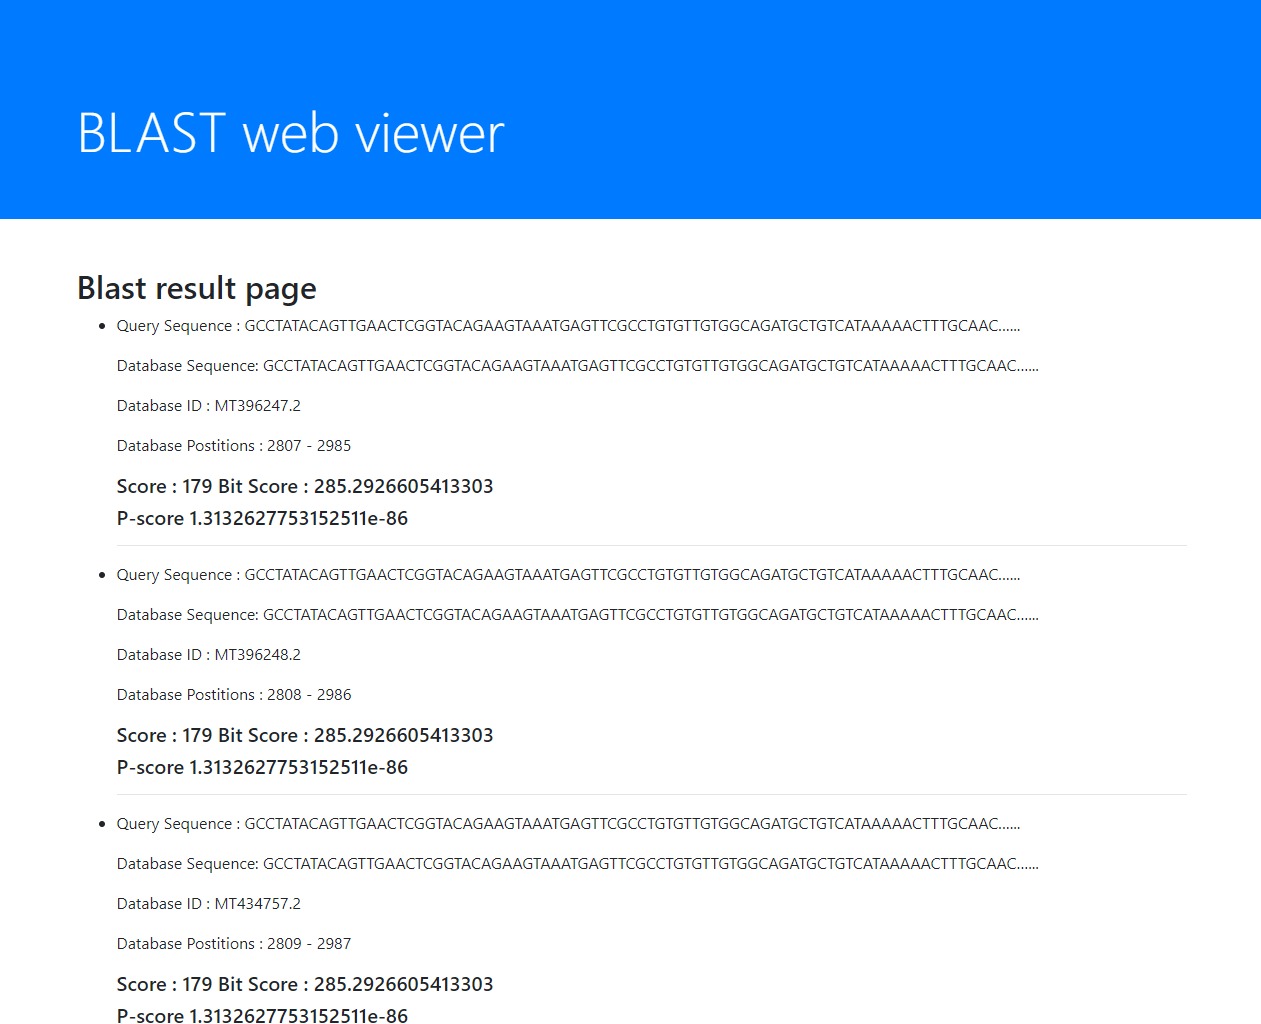 BLAST web viewer
Blast result page
Query Sequence : GCCTATACAGTTGAACTCGGTACAGAAGTAAATGAGTTCGCCTGTGTTGTGGCAGATGCTGTCATAAAAACTTTGCAAC......
Database Sequence: GCCTATACAGTTGAACTCGGTACAGAAGTAAATGAGTTCGCCTGTGTTGTGGCAGATGCTGTCATAAAAACTTTGCAAC......
Database ID : MT396247.2
Database Postitions : 2807 - 2985
Score : 179 Bit Score : 285.2926605413303
P-score 1.3132627753152511e-86
Query Sequence : GCCTATACAGTTGAACTCGGTACAGAAGTAAATGAGTTCGCCTGTGTTGTGGCAGATGCTGTCATAAAAACTTTGCAAC......
Database Sequence: GCCTATACAGTTGAACTCGGTACAGAAGTAAATGAGTTCGCCTGTGTTGTGGCAGATGCTGTCATAAAAACTTTGCAAC......
Database ID : MT396248.2
Database Postitions : 2808 - 2986
Score : 179 Bit Score : 285.2926605413303
P-score 1.3132627753152511e-86
Query Sequence : GCCTATACAGTTGAACTCGGTACAGAAGTAAATGAGTTCGCCTGTGTTGTGGCAGATGCTGTCATAAAAACTTTGCAAC......
Database Sequence: GCCTATACAGTTGAACTCGGTACAGAAGTAAATGAGTTCGCCTGTGTTGTGGCAGATGCTGTCATAAAAACTTTGCAAC......
Database ID : MT434757.2
Database Postitions : 2809 - 2987
Score : 179 Bit Score : 285.2926605413303
P-score 1.3132627753152511e-86